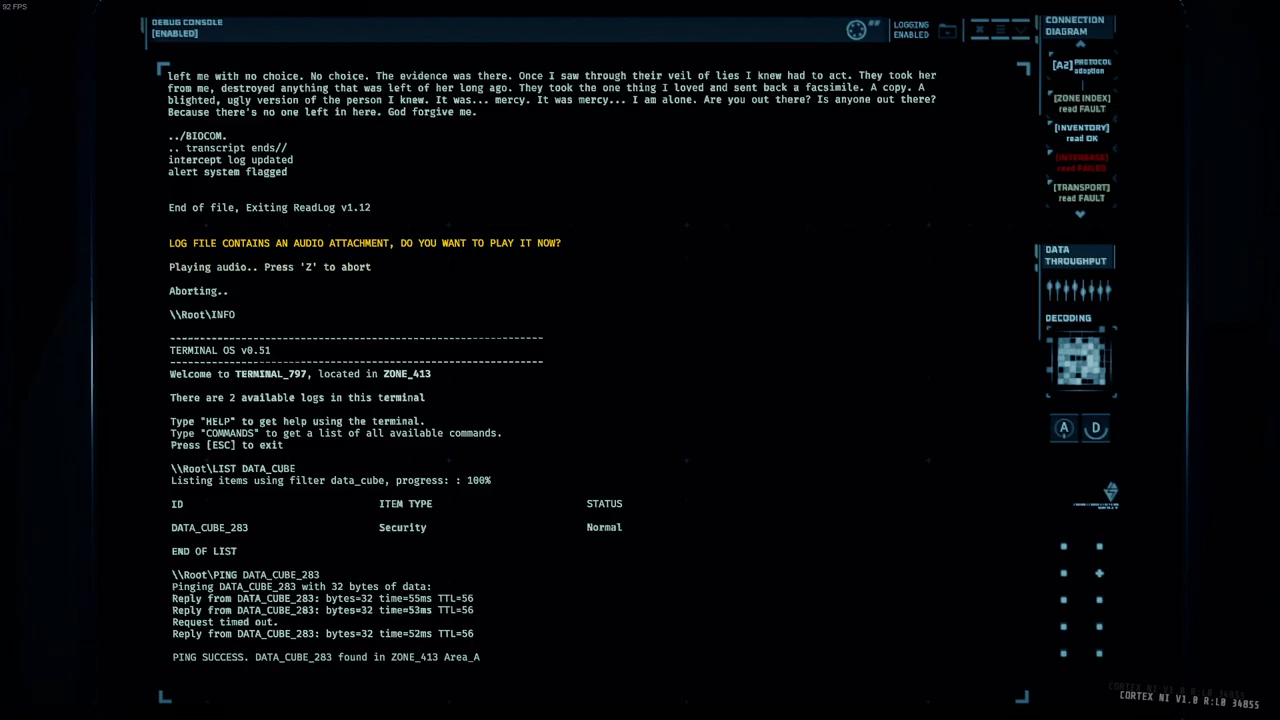 92 FPS
DEBUG CONSOLE
[ENABLED]
LOGGING
ENABLED
left me with no choice. No choice. The evidence was there. Once I saw through their veil of lies I knew had to act. They took her
from me, destroyed anything that was left of her long ago. They took the one thing I loved and sent back a facsimile. A copy. A
blighted, ugly version of the person I knew. It was... mercy. It was mercy... I am alone. Are you out there? Is anyone out there?
Because there's no one left in here. God forgive me.
../BIOCOM.
.. transcript ends//
intercept log updated
alert system flagged
End of file, Exiting ReadLog v1.12
LOG FILE CONTAINS AN AUDIO ATTACHMENT, DO YOU WANT TO PLAY IT NOW?
Playing audio.. Press 'Z' to abort
Aborting..
\\Root\INFO
---------------------------------------------------------------
TERMINAL OS v0.51
---------------------------------------------------------------
Welcome to TERMINAL_797, located in ZONE_413
There are 2 available logs in this terminal
Type "HELP" to get help using the terminal.
Type "COMMANDS" to get a list of all available commands.
Press [ESC] to exit
\\Root\LIST DATA_CUBE
Listing items using filter data_cube, progress: : 100%
ID ITEM TYPE STATUS
DATA_CUBE_283 Security Normal
END OF LIST
\\Root\PING DATA_CUBE_283
Pinging DATA_CUBE_283 with 32 bytes of data:
Reply from DATA_CUBE_283: bytes=32 time=55ms TTL=56
Reply from DATA_CUBE_283: bytes=32 time=53ms TTL=56
Request timed out.
Reply from DATA_CUBE_283: bytes=32 time=52ms TTL=56
PING SUCCESS. DATA_CUBE_283 found in ZONE_413 Area_A
CONNECTION
DIAGRAM
[A2] PROTOCOL
adoption
[ZONE INDEX]
read FAULT
[INVENTORY]
read OK
read FAILED
[TRANSPORT]
read FAULT
DATA
THROUGHPUT
DECODING
A D
CORTEX NI V1.0 R:L0 34855